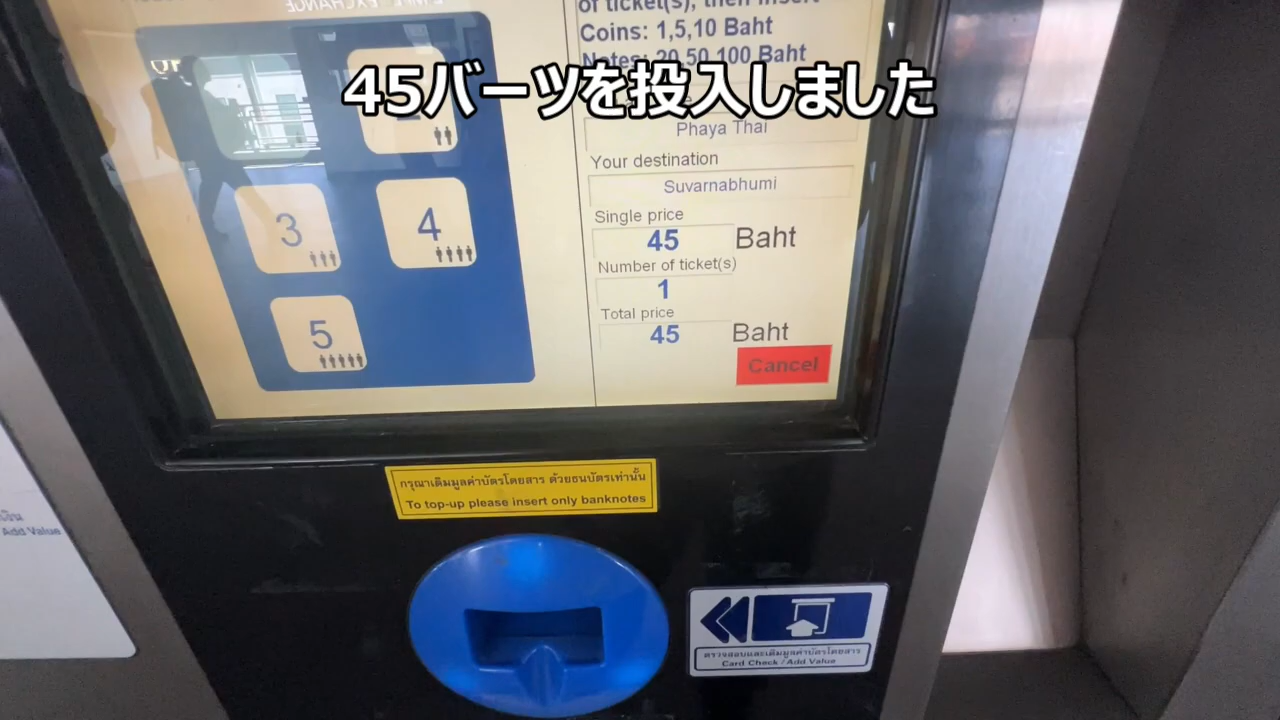 of ticket(s), then insert
Coins: 1,5,10 Baht
Notes: 20,50,100 Baht
45バーツを投入しました
Phaya Thai
Your destination
Suvarnabhumi
Single price
45 Baht
Number of ticket(s)
1
Total price
45 Baht
Cancel
3
4
5
กรุณาเติมมูลค่าบัตรโดยสาร ด้วยธนบัตรเท่านั้น
To top-up please insert only banknotes
Add Value
ตรวจสอบและเติมมูลค่าบัตรโดยสาร
Card Check / Add Value